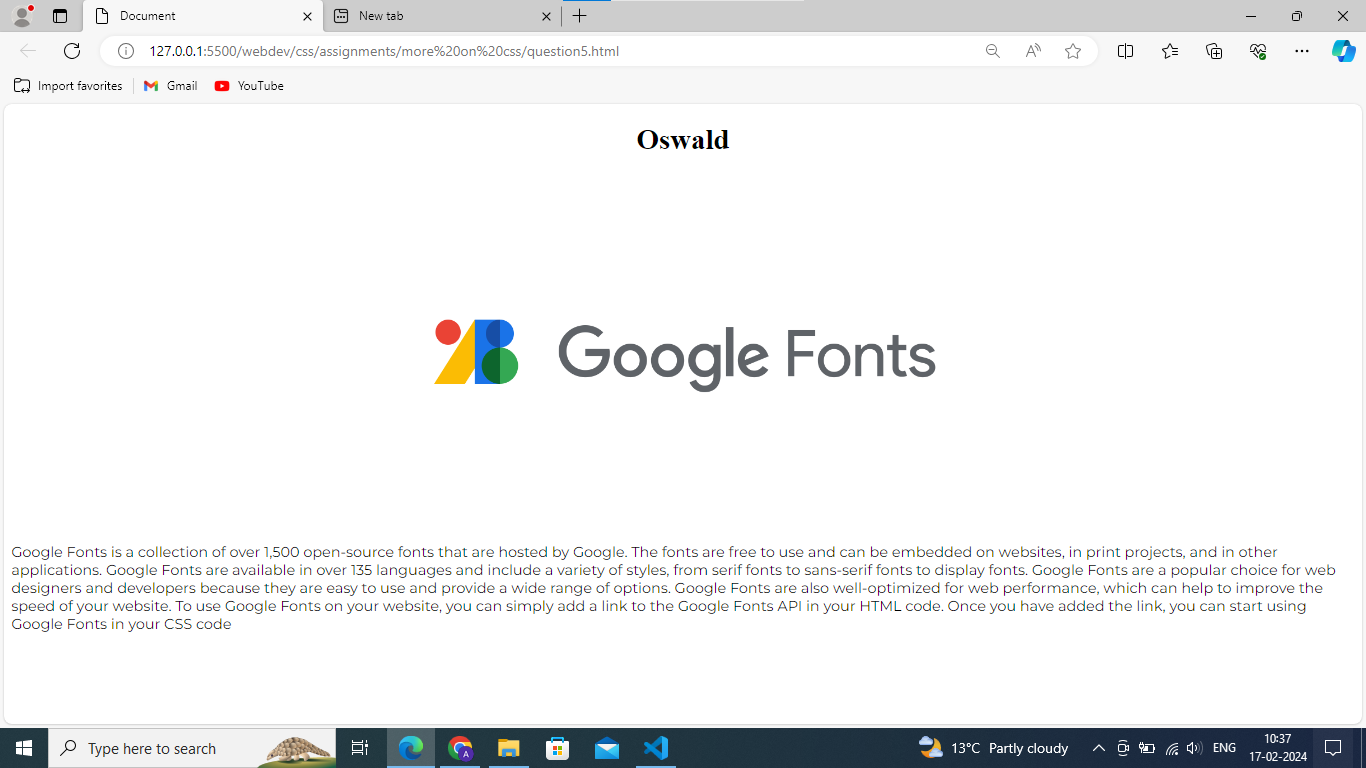 Document
New tab
127.0.0.1:5500/webdev/css/assignments/more%20on%20css/question5.html
Import favorites
Gmail
YouTube
Oswald
Google Fonts
Google Fonts is a collection of over 1,500 open-source fonts that are hosted by Google. The fonts are free to use and can be embedded on websites, in print projects, and in other
applications. Google Fonts are available in over 135 languages and include a variety of styles, from serif fonts to sans-serif fonts to display fonts. Google Fonts are a popular choice for web
designers and developers because they are easy to use and provide a wide range of options. Google Fonts are also well-optimized for web performance, which can help to improve the
speed of your website. To use Google Fonts on your website, you can simply add a link to the Google Fonts API in your HTML code. Once you have added the link, you can start using
Google Fonts in your CSS code
Type here to search
A
13°C Partly cloudy
ENG
10:37
17-02-2024